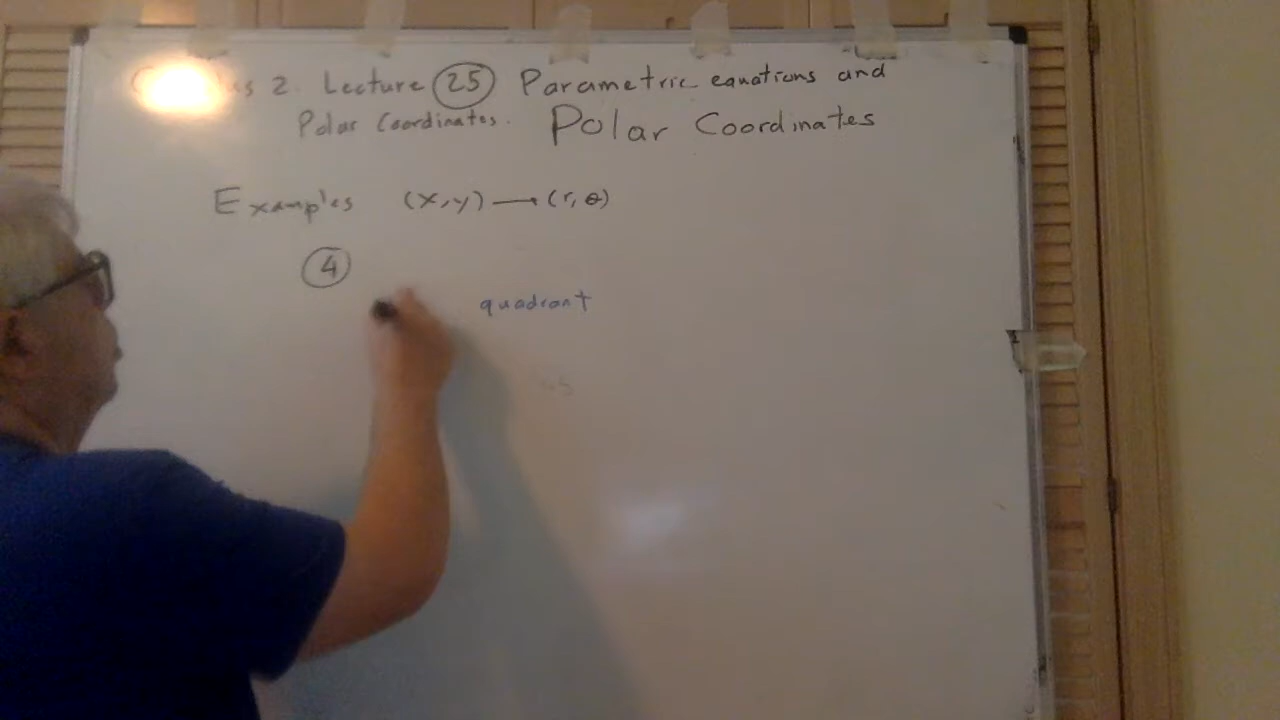 2. Lecture 25 Parametric equations and
Polar Coordinates. Polar Coordinates
Examples (x,y) → (r, θ)
4
quadrant